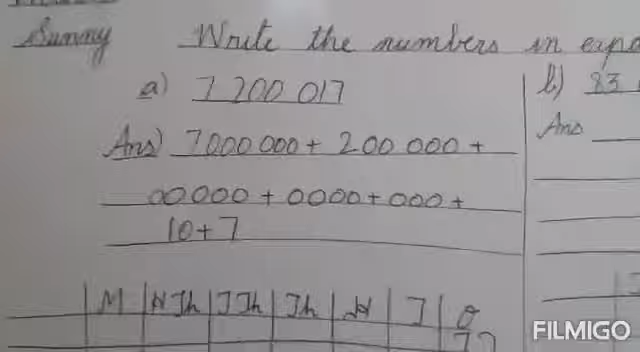 Sunny Write the numbers in expa
a) 7 200 017
Ans) 7000 000 + 200 000 +
00000 + 0000 + 000 +
10 + 7
b) 83
Ans
M HTh TTh Th H T O
FILMIGO